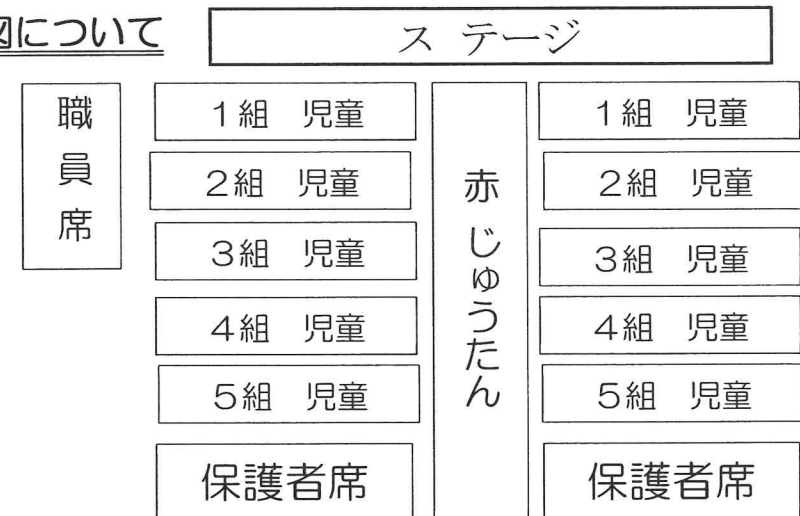 図について
ス テージ
職員席
1組 児童
1組 児童
2組 児童
2組 児童
赤じゅうたん
3組 児童
3組 児童
4組 児童
4組 児童
5組 児童
5組 児童
保護者席
保護者席